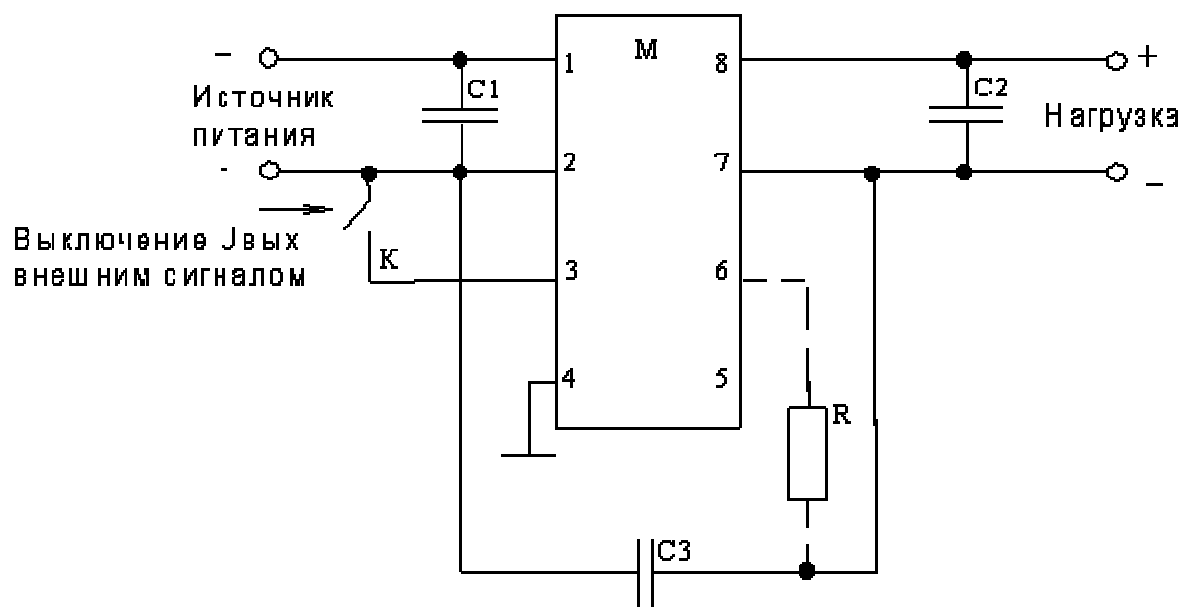 –
+
1
M
8
C1
C2
Источник
питания
Нагрузка
-
2
7
–
Выключение Jвых
внешним сигналом
K
3
6
4
5
R
C3